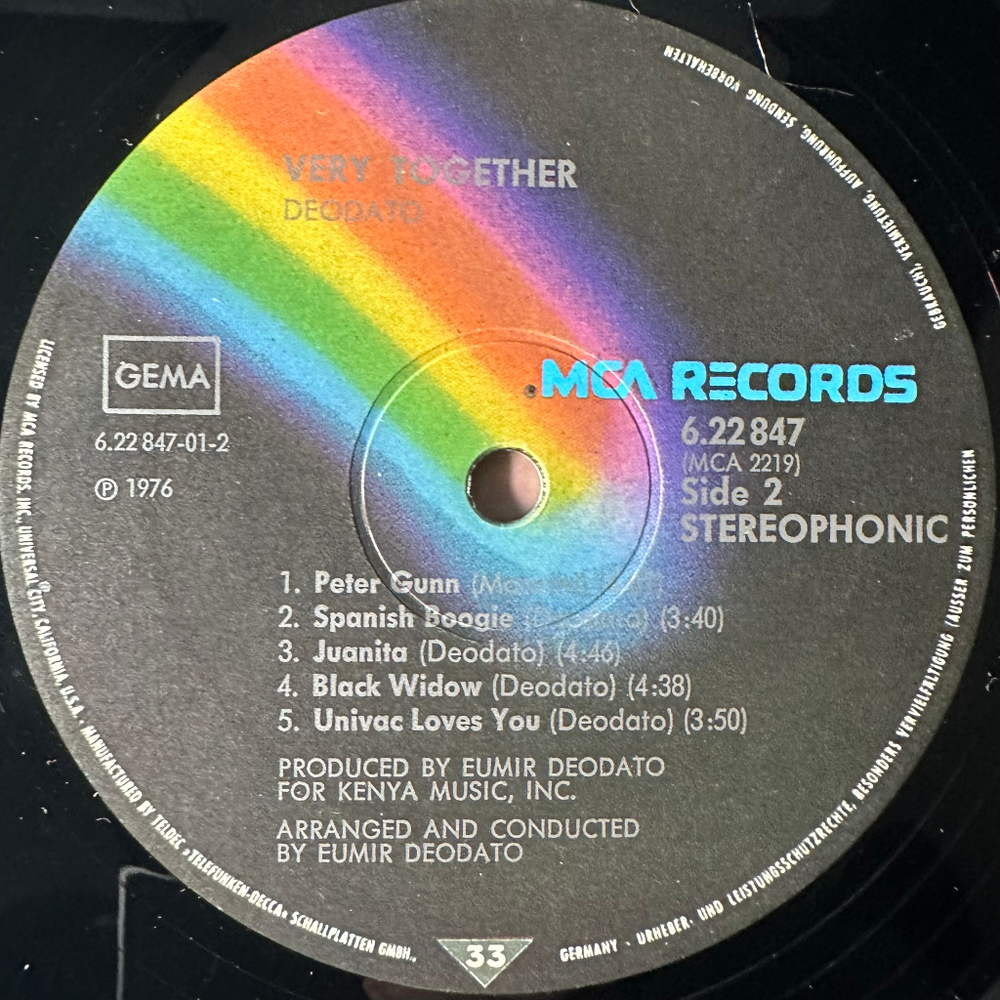 VERY TOGETHER
DEODATO
GEMA
6.22 847-01-2
℗ 1976
MCA RECORDS
6.22 847
(MCA 2219)
Side 2
STEREOPHONIC
1. Peter Gunn
2. Spanish Boogie (Deodato) (3:40)
3. Juanita (Deodato) (4:46)
4. Black Widow (Deodato) (4:38)
5. Univac Loves You (Deodato) (3:50)
PRODUCED BY EUMIR DEODATO
FOR KENYA MUSIC, INC.
ARRANGED AND CONDUCTED
BY EUMIR DEODATO
33
LICENSED BY MCA RECORDS, INC., UNIVERSAL CITY, CALIFORNIA, U.S.A. · MANUFACTURED BY TELDEC »TELEFUNKEN-DECCA« SCHALLPLATTEN GMBH.,
GERMANY · URHEBER- UND LEISTUNGSSCHUTZRECHTE, BESONDERS VERVIELFÄLTIGUNG (AUSSER ZUM PERSÖNLICHEN
GEBRAUCH), VERMIETUNG, AUFFÜHRUNG, SENDUNG VORBEHALTEN